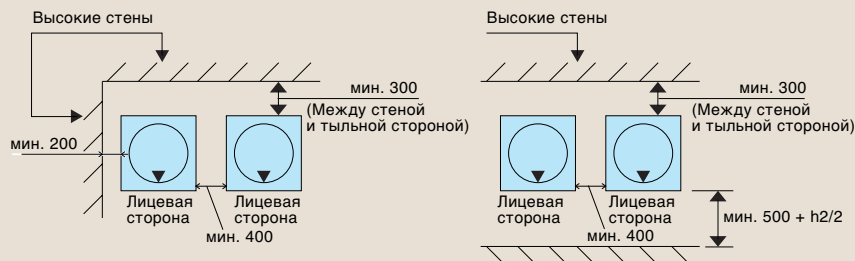 Высокие стены
мин. 300
(Между стеной
и тыльной стороной)
мин. 200
Лицевая
сторона
Лицевая
сторона
мин. 400
Высокие стены
мин. 300
(Между стеной
и тыльной стороной)
Лицевая
сторона
Лицевая
сторона
мин. 400
мин. 500 + h2/2